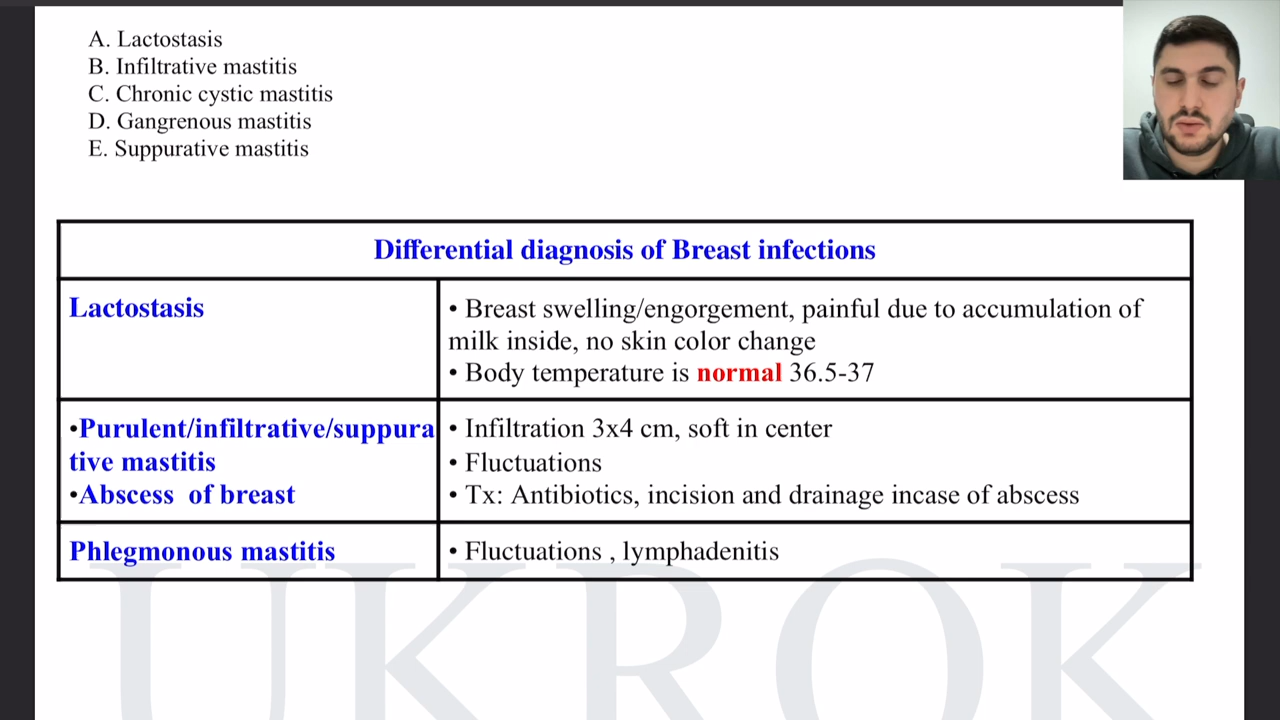 A. Lactostasis
B. Infiltrative mastitis
C. Chronic cystic mastitis
D. Gangrenous mastitis
E. Suppurative mastitis
Differential diagnosis of Breast infections
Lactostasis
• Breast swelling/engorgement, painful due to accumulation of
milk inside, no skin color change
• Body temperature is normal 36.5-37
•Purulent/infiltrative/suppura
tive mastitis
•Abscess of breast
• Infiltration 3x4 cm, soft in center
• Fluctuations
• Tx: Antibiotics, incision and drainage incase of abscess
Phlegmonous mastitis
• Fluctuations , lymphadenitis
UKROK